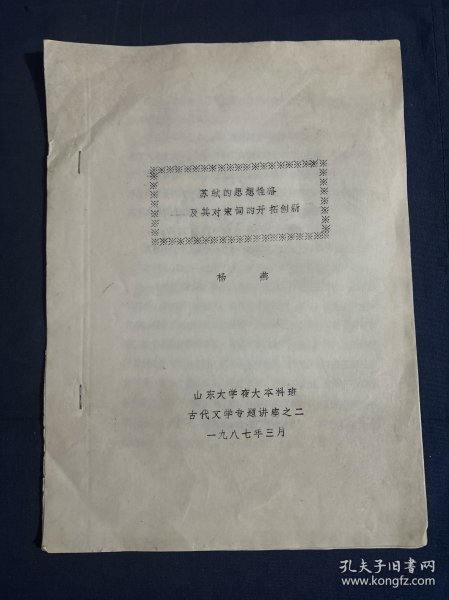 苏轼的思想性格
及其对宋词的开拓创新
杨 燕
山东大学夜大本科班
古代文学专题讲座之二
一九八七年三月
孔夫子旧书网
www.kongfz.com